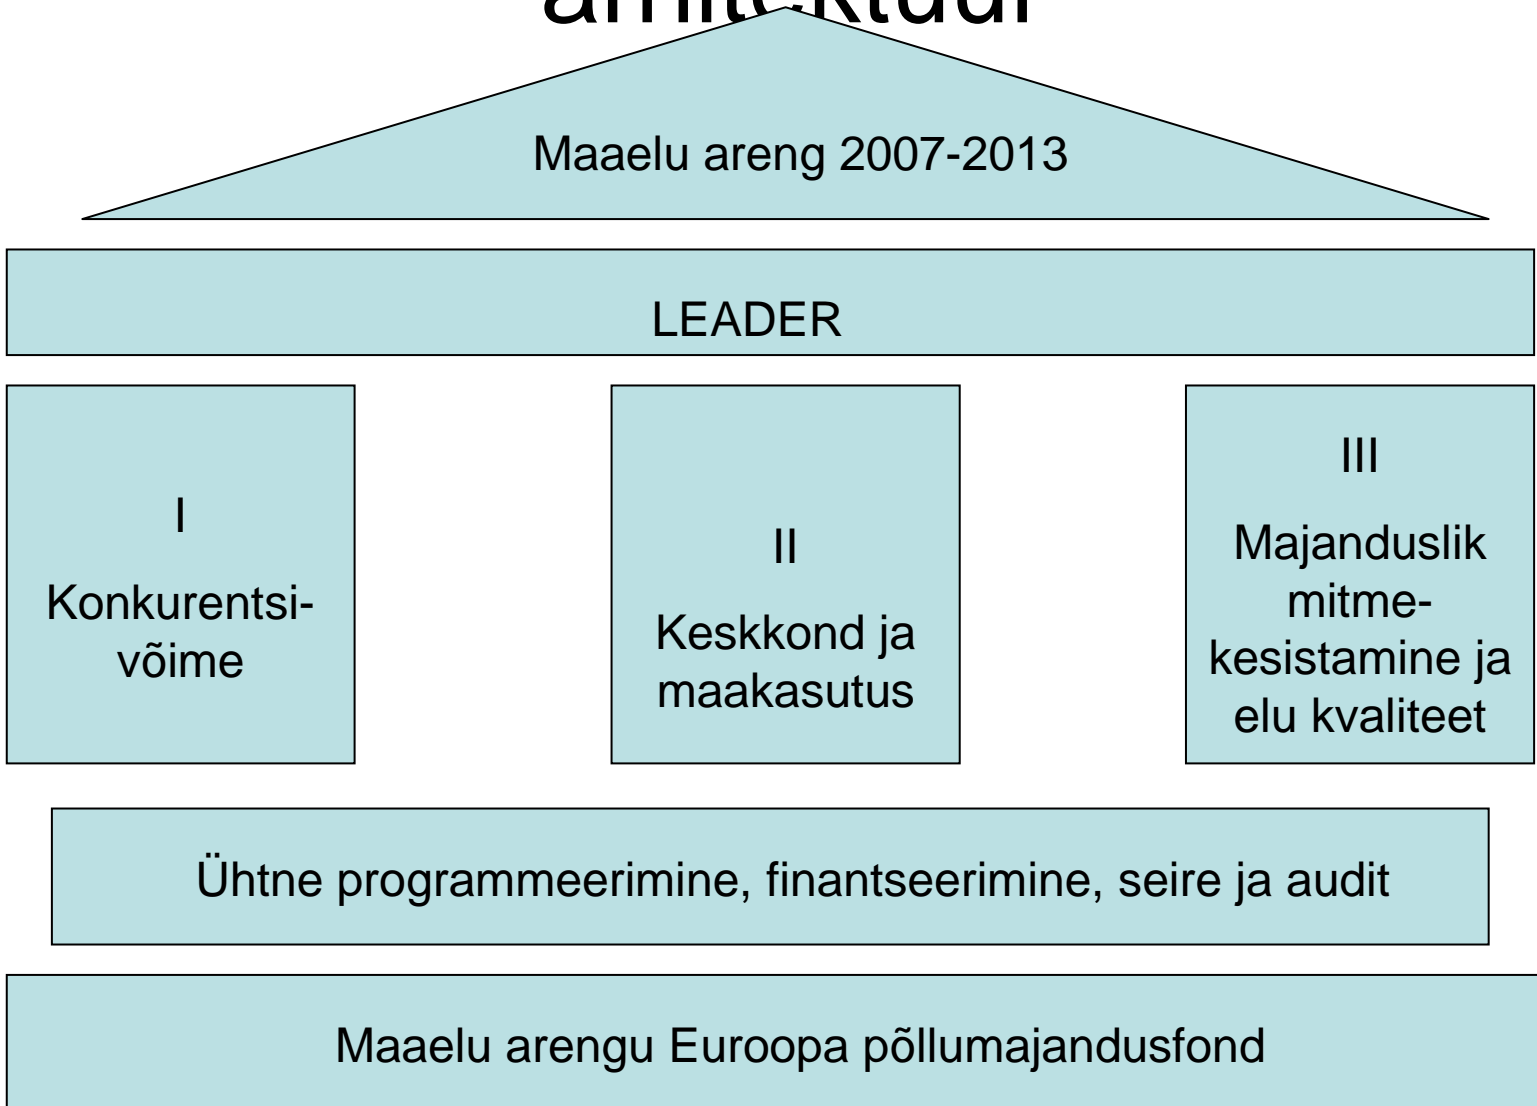 arhitektuur
Maaelu areng 2007-2013
LEADER
I
Konkurentsi-
võime
II
Keskkond ja
maakasutus
III
Majanduslik
mitme-
kesistamine ja
elu kvaliteet
Ühtne programmeerimine, finantseerimine, seire ja audit
Maaelu arengu Euroopa põllumajandusfond